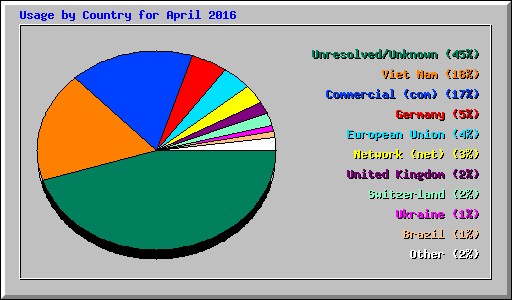 Usage by Country for April 2016
Unresolved/Unknown (45%)
Viet Nam (18%)
Commercial (com) (17%)
Germany (5%)
European Union (4%)
Network (net) (3%)
United Kingdom (2%)
Switzerland (2%)
Ukraine (1%)
Brazil (1%)
Other (2%)